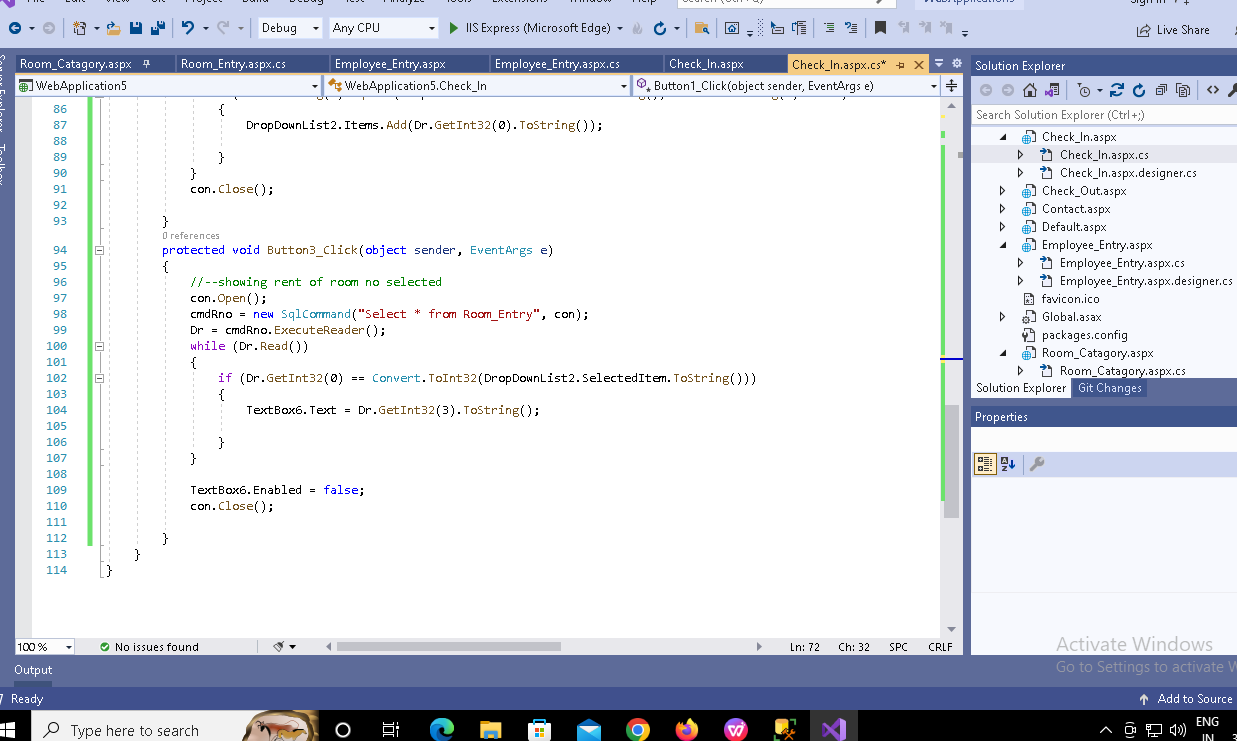 Debug Any CPU IIS Express (Microsoft Edge) Live Share
Room_Catagory.aspx Room_Entry.aspx.cs Employee_Entry.aspx Employee_Entry.aspx.cs Check_In.aspx Check_In.aspx.cs*
WebApplication5 WebApplication5.Check_In Button1_Click(object sender, EventArgs e)
86 {
87 DropDownList2.Items.Add(Dr.GetInt32(0).ToString());
88
89 }
90 }
91 con.Close();
92
93 }
0 references
94 protected void Button3_Click(object sender, EventArgs e)
95 {
96 //--showing rent of room no selected
97 con.Open();
98 cmdRno = new SqlCommand("Select * from Room_Entry", con);
99 Dr = cmdRno.ExecuteReader();
100 while (Dr.Read())
101 {
102 if (Dr.GetInt32(0) == Convert.ToInt32(DropDownList2.SelectedItem.ToString()))
103 {
104 TextBox6.Text = Dr.GetInt32(3).ToString();
105
106 }
107 }
108
109 TextBox6.Enabled = false;
110 con.Close();
111
112 }
113 }
114 }
100 % No issues found Ln: 72 Ch: 32 SPC CRLF
Output
Ready
Solution Explorer
Search Solution Explorer (Ctrl+;)
Check_In.aspx
Check_In.aspx.cs
Check_In.aspx.designer.cs
Check_Out.aspx
Contact.aspx
Default.aspx
Employee_Entry.aspx
Employee_Entry.aspx.cs
Employee_Entry.aspx.designer.cs
favicon.ico
Global.asax
packages.config
Room_Catagory.aspx
Room_Catagory.aspx.cs
Solution Explorer Git Changes
Properties
Activate Windows
Go to Settings to activate W
Add to Source
Type here to search
ENG
IN